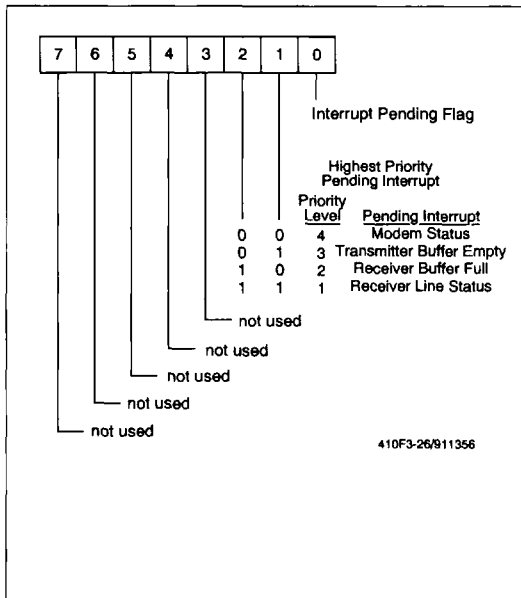 7 6 5 4 3 2 1 0
Interrupt Pending Flag
Highest Priority
Pending Interrupt
Priority
Level Pending Interrupt
0 0 4 Modem Status
0 1 3 Transmitter Buffer Empty
1 0 2 Receiver Buffer Full
1 1 1 Receiver Line Status
not used
not used
not used
not used
not used
410F3-26/911356